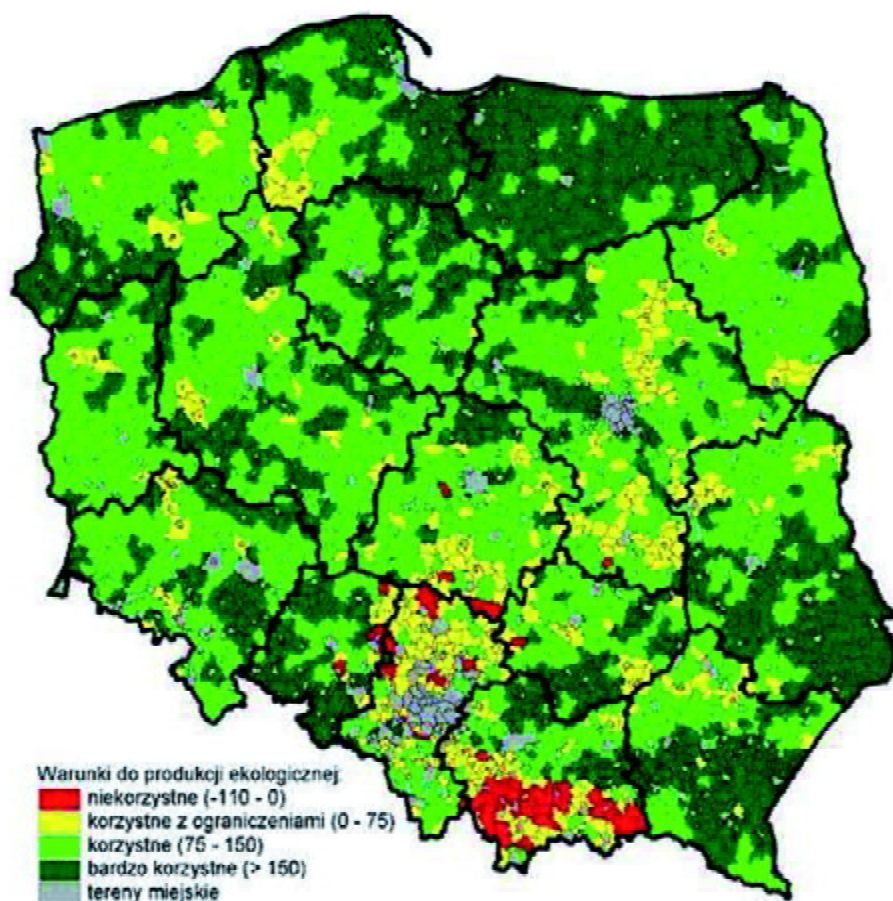 Warunki do produkcji ekologicznej:
niekorzystne (-110 - 0)
korzystne z ograniczeniami (0 - 75)
korzystne (75 - 150)
bardzo korzystne (> 150)
tereny miejskie